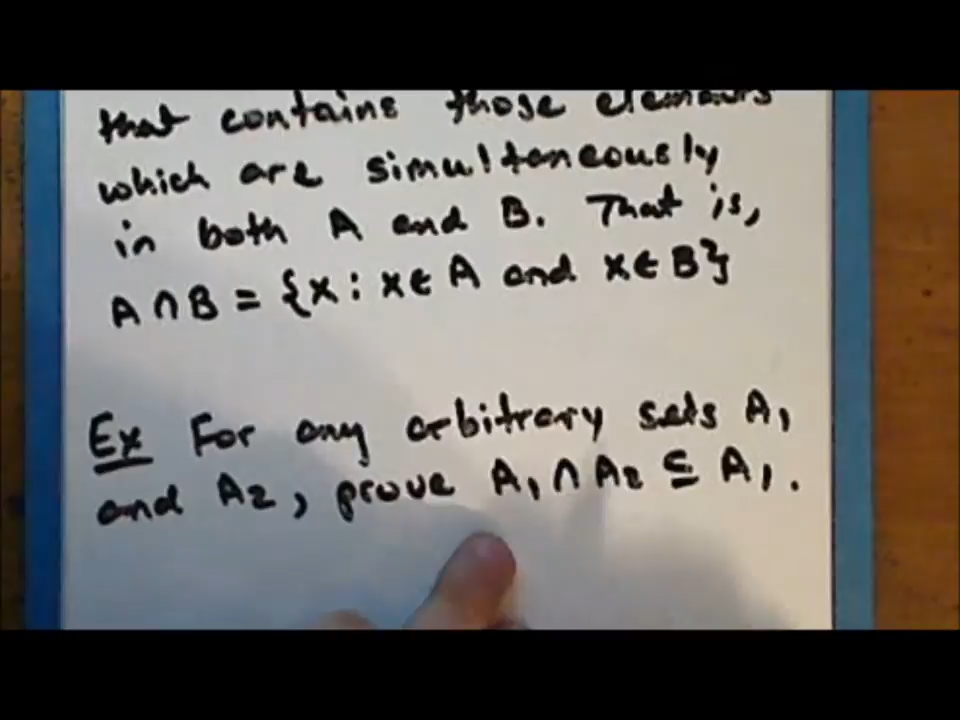 that contains those elements
which are simultaneously
in both A and B. That is,
A ∩ B = {x : x ∈ A and x ∈ B}
Ex For any arbitrary sets A₁
and A₂, prove A₁ ∩ A₂ ⊆ A₁.